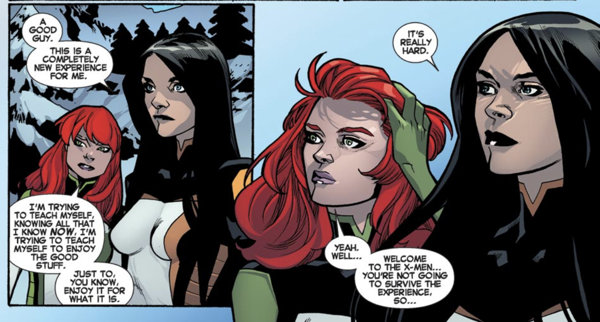 A
GOOD
GUY.
THIS IS A
COMPLETELY
NEW EXPERIENCE
FOR ME.
I'M TRYING
TO TEACH MYSELF,
KNOWING ALL THAT
I KNOW NOW, I'M
TRYING TO TEACH
MYSELF TO ENJOY
THE GOOD
STUFF.
JUST TO,
YOU KNOW,
ENJOY IT FOR
WHAT IT IS.
IT'S
REALLY
HARD.
YEAH.
WELL...
WELCOME
TO THE X-MEN...
YOU'RE NOT GOING
TO SURVIVE THE
EXPERIENCE,
SO...